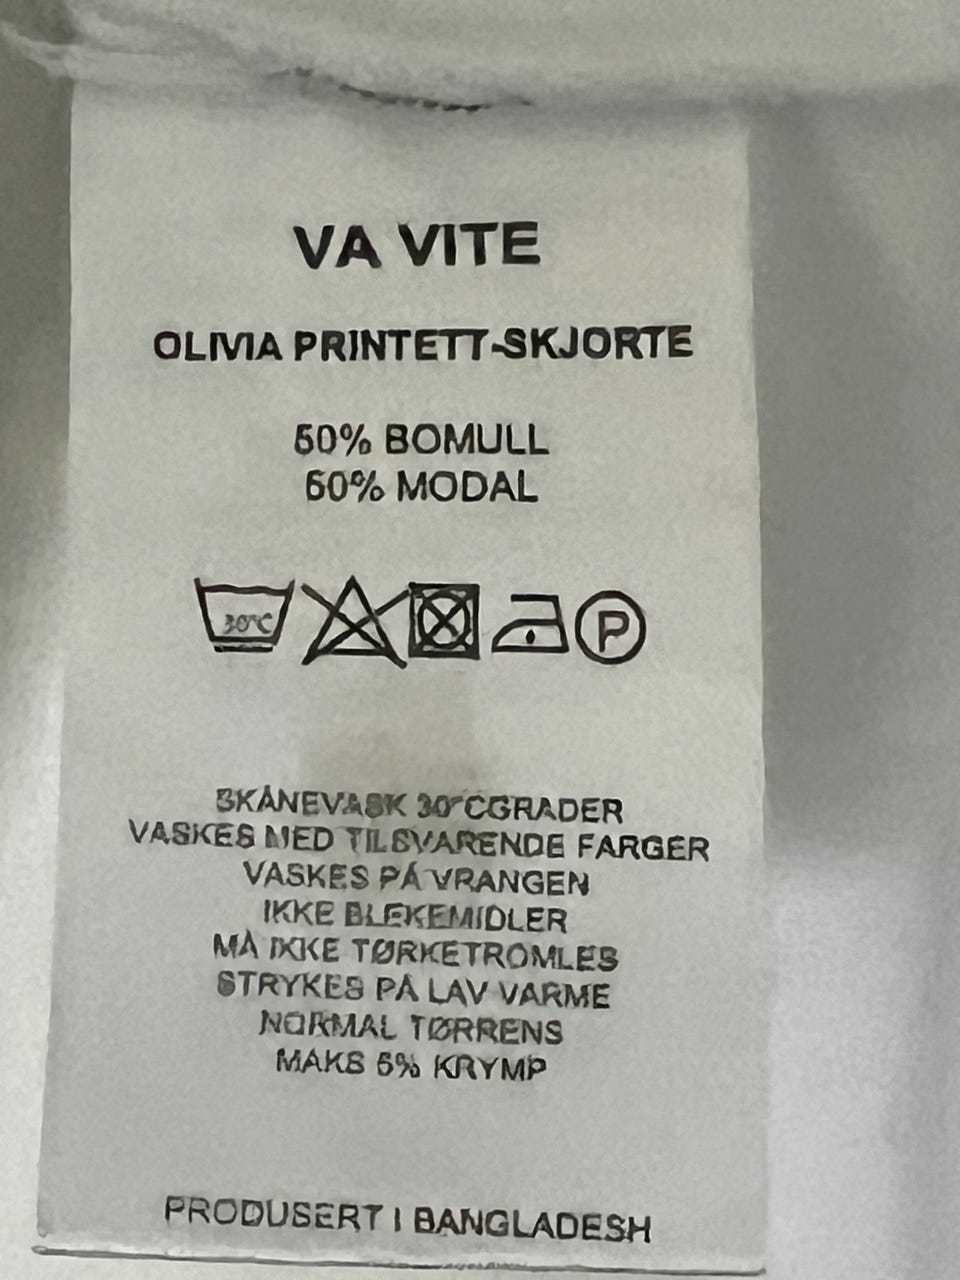 VA VITE
OLIVIA PRINTETT-SKJORTE
50% BOMULL
50% MODAL
30°C
P
SKÅNEVASK 30°CGRADER
VASKES MED TILSVARENDE FARGER
VASKES PÅ VRANGEN
IKKE BLEKEMIDLER
MÅ IKKE TØRKETROMLES
STRYKES PÅ LAV VARME
NORMAL TØRRENS
MAKS 5% KRYMP
PRODUSERT I BANGLADESH